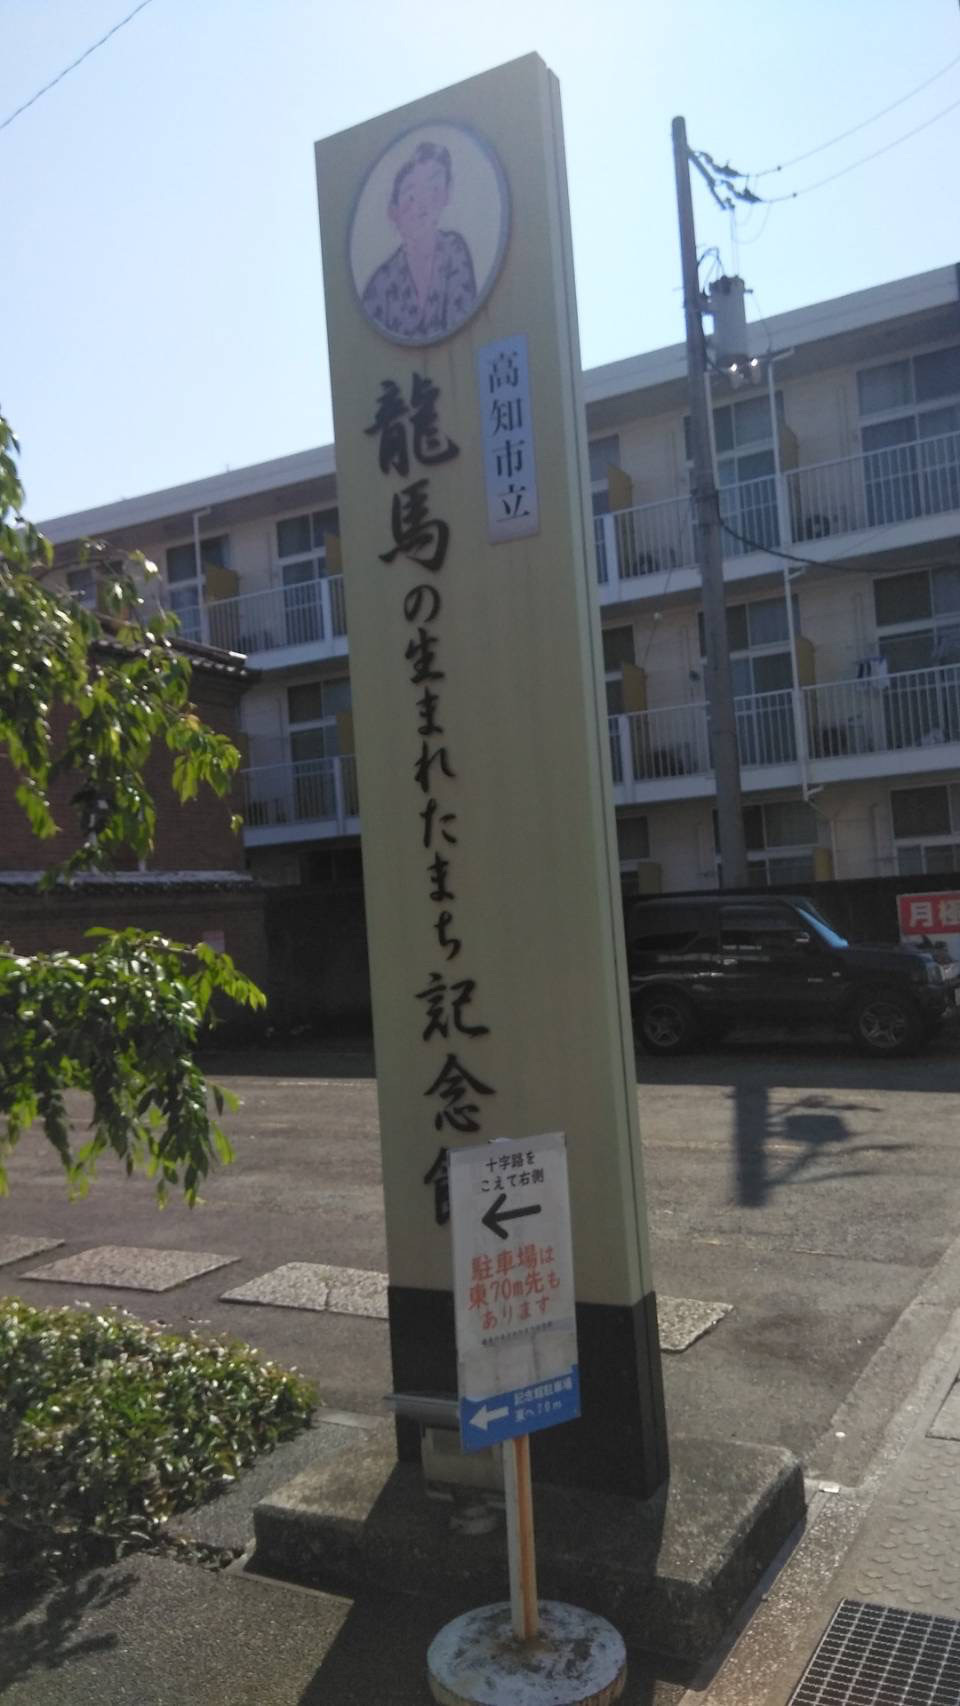 高知市立
龍馬の生まれたまち記念館
十字路を
こえて右側
駐車場は
東70m先も
あります
記念館駐車場
東へ70m
月極